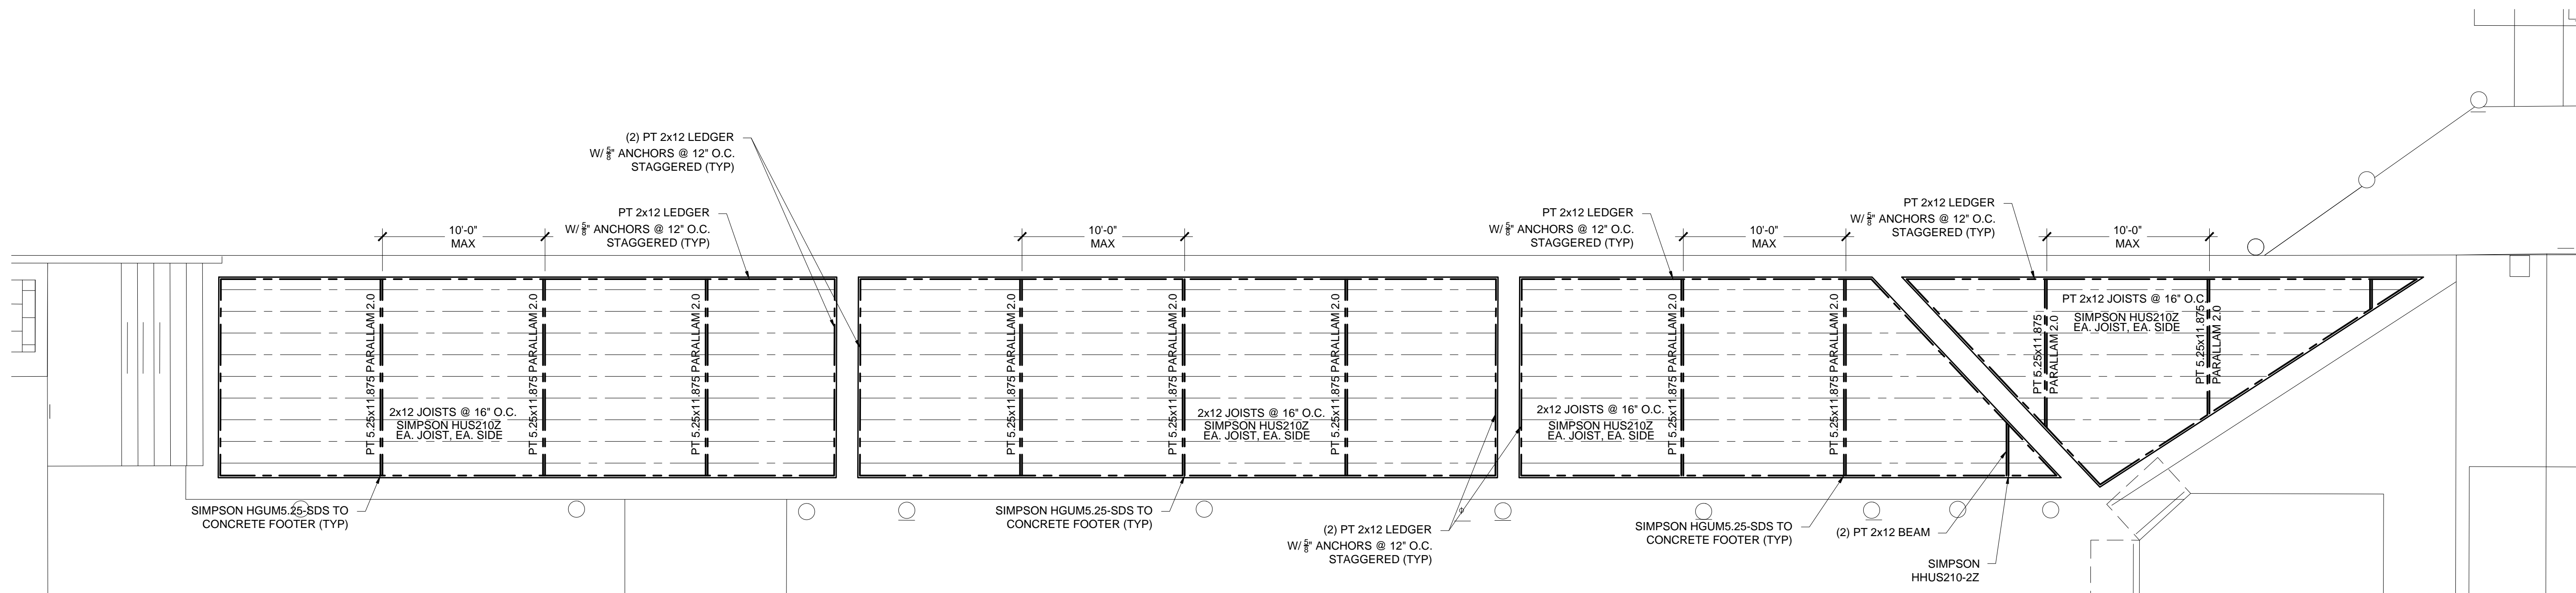 (2) PT 2x12 LEDGER
W/ 5/8" ANCHORS @ 12" O.C.
STAGGERED (TYP)
PT 2x12 LEDGER
W/ 5/8" ANCHORS @ 12" O.C.
STAGGERED (TYP)
PT 2x12 LEDGER
W/ 5/8" ANCHORS @ 12" O.C.
STAGGERED (TYP)
PT 2x12 LEDGER
W/ 5/8" ANCHORS @ 12" O.C.
STAGGERED (TYP)
10'-0"
MAX
10'-0"
MAX
10'-0"
MAX
10'-0"
MAX
PT 5.25x11.875 PARALLAM 2.0
PT 5.25x11.875 PARALLAM 2.0
PT 5.25x11.875 PARALLAM 2.0
2x12 JOISTS @ 16" O.C.
SIMPSON HUS210Z
EA. JOIST, EA. SIDE
PT 5.25x11.875 PARALLAM 2.0
PT 5.25x11.875 PARALLAM 2.0
PT 5.25x11.875 PARALLAM 2.0
2x12 JOISTS @ 16" O.C.
SIMPSON HUS210Z
EA. JOIST, EA. SIDE
PT 5.25x11.875 PARALLAM 2.0
PT 5.25x11.875 PARALLAM 2.0
2x12 JOISTS @ 16" O.C.
SIMPSON HUS210Z
EA. JOIST, EA. SIDE
PT 2x12 JOISTS @ 16" O.C.
SIMPSON HUS210Z
EA. JOIST, EA. SIDE
PT 5.25x11.875
PARALLAM 2.0
PT 5.25x11.875
PARALLAM 2.0
SIMPSON HGUM5.25-SDS TO
CONCRETE FOOTER (TYP)
SIMPSON HGUM5.25-SDS TO
CONCRETE FOOTER (TYP)
(2) PT 2x12 LEDGER
W/ 5/8" ANCHORS @ 12" O.C.
STAGGERED (TYP)
SIMPSON HGUM5.25-SDS TO
CONCRETE FOOTER (TYP)
(2) PT 2x12 BEAM
SIMPSON
HHUS210-2Z